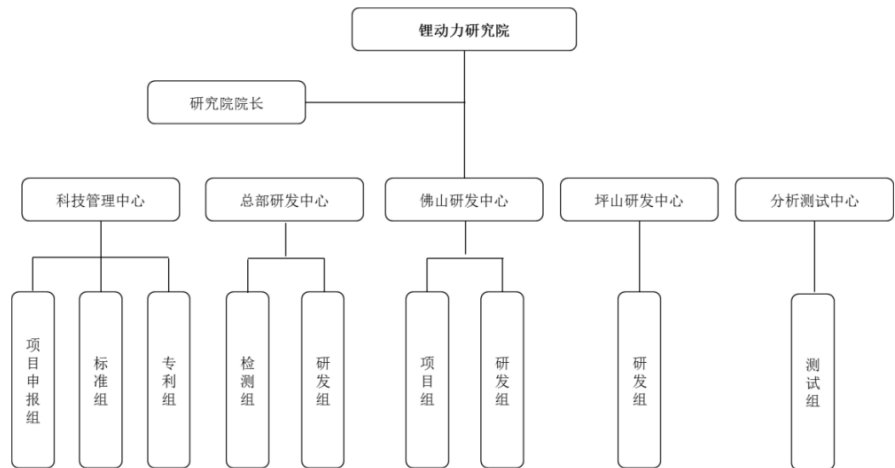 锂动力研究院
研究院院长
科技管理中心
总部研发中心
佛山研发中心
坪山研发中心
分析测试中心
项目申报组
标准组
专利组
检测组
研发组
项目组
研发组
研发组
测试组